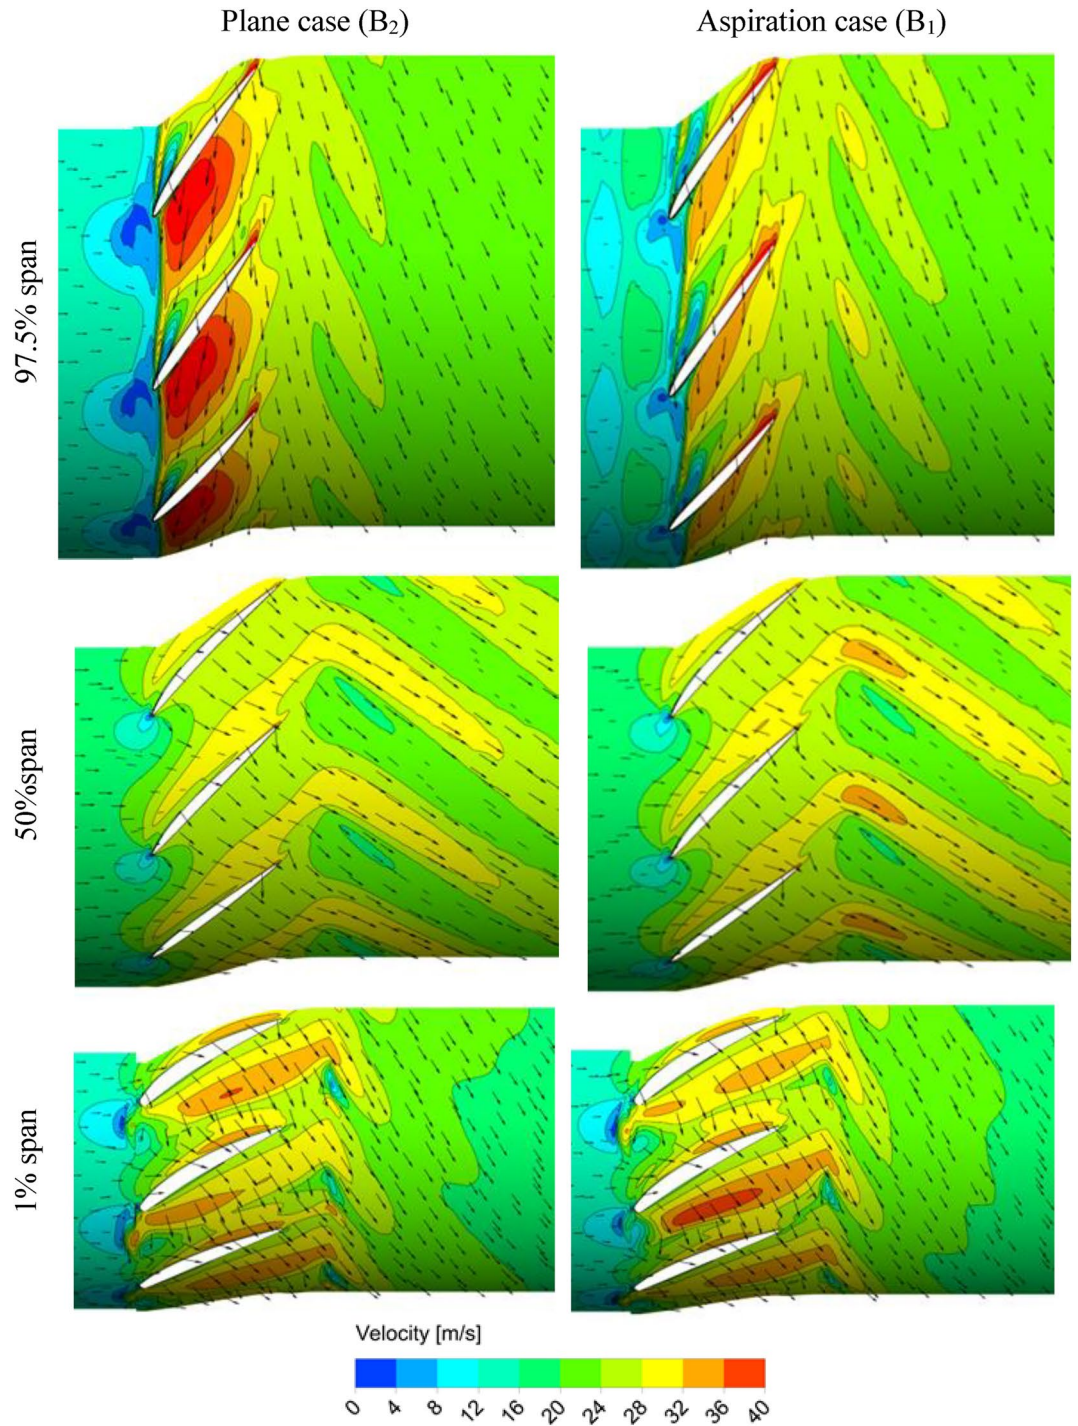 Plane case (B₂)
Aspiration case (B₁)
97.5% span
50%span
1% span
Velocity [m/s]
0 4 8 12 16 20 24 28 32 36 40